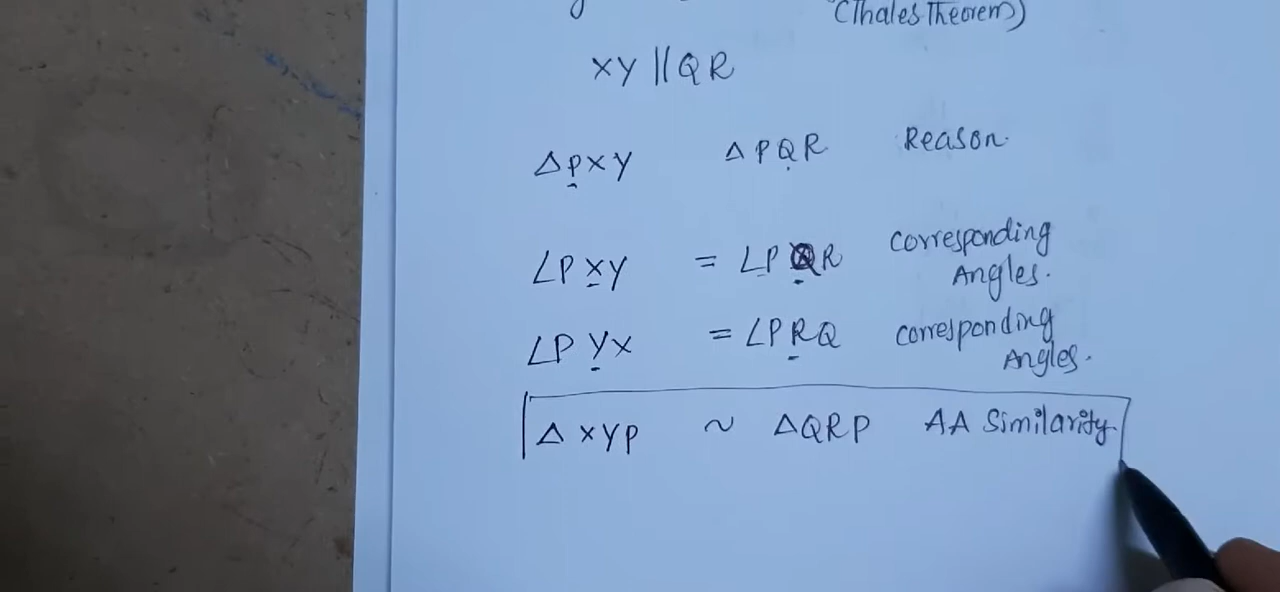 (Thales Theorem)
XY || QR
ΔPXY ΔPQR Reason.
∠PXY = ∠PQR corresponding Angles.
∠PYX = ∠PRQ corresponding Angles.
ΔXYP ~ ΔQRP AA Similarity.